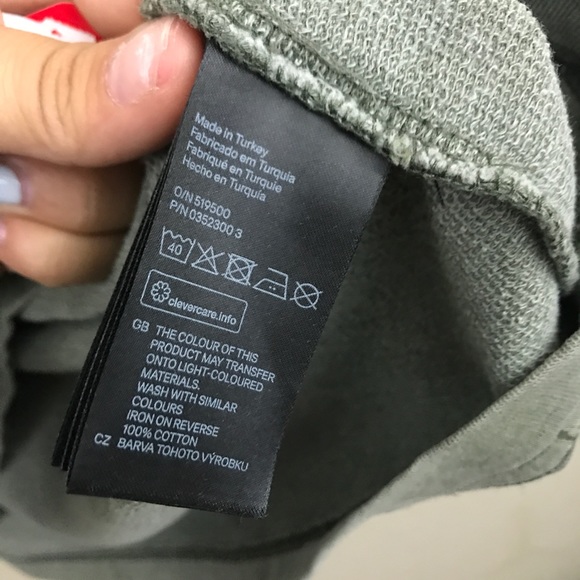 Made in Turkey
Fabricado em Turquia
Fabriqué en Turquie
Hecho en Turquía
O/N 519500
P/N 0352300 3
40
clevercare.info
GB THE COLOUR OF THIS
PRODUCT MAY TRANSFER
ONTO LIGHT-COLOURED
MATERIALS.
WASH WITH SIMILAR
COLOURS
IRON ON REVERSE
100% COTTON
CZ BARVA TOHOTO VÝROBKU